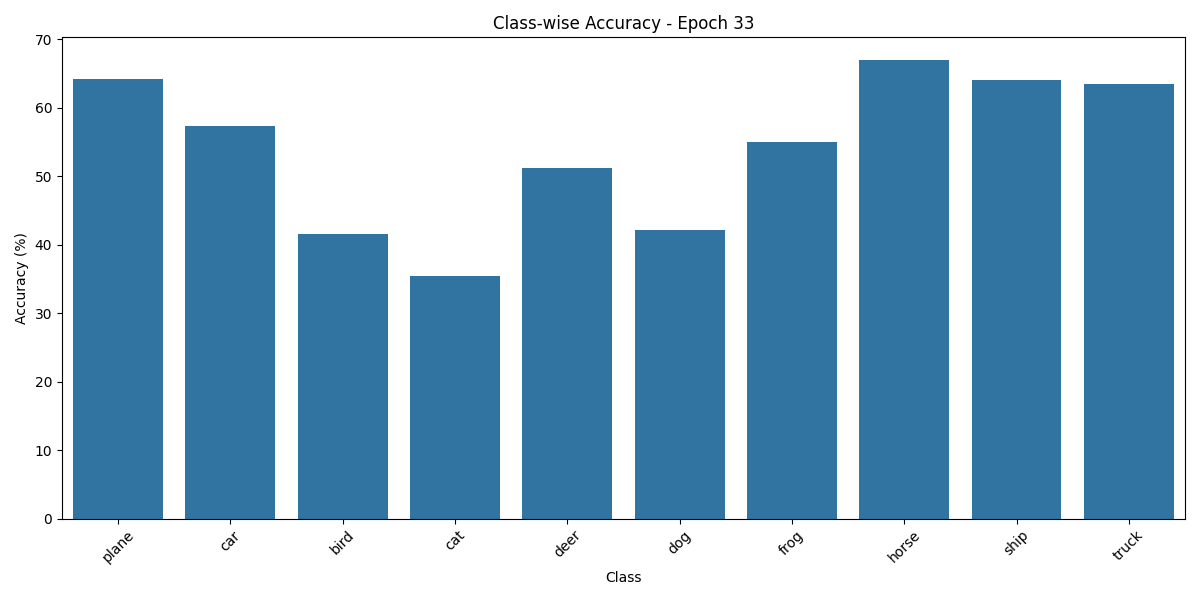 Class-wise Accuracy - Epoch 33
Accuracy (%)
70
60
50
40
30
20
10
0
plane car bird cat deer dog frog horse ship truck
Class